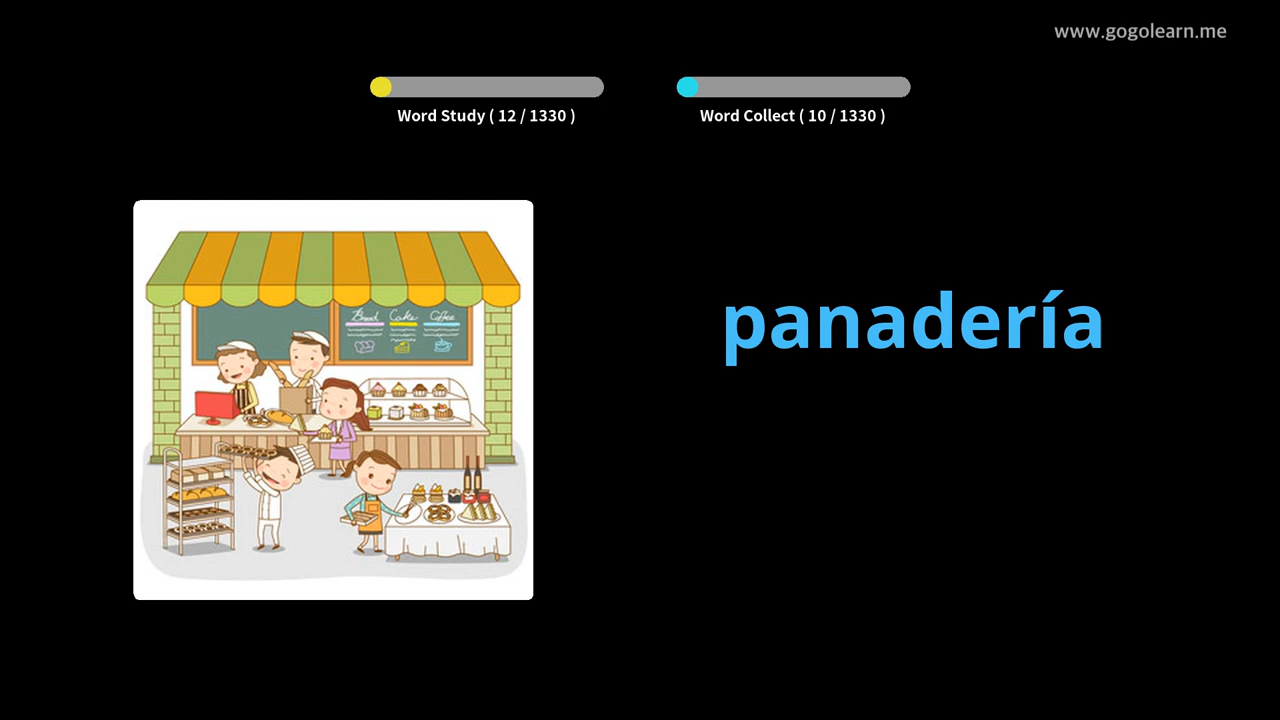 www.gogolearn.me
Word Study ( 12 / 1330 )
Word Collect ( 10 / 1330 )
Bread Cake Coffee
panadería